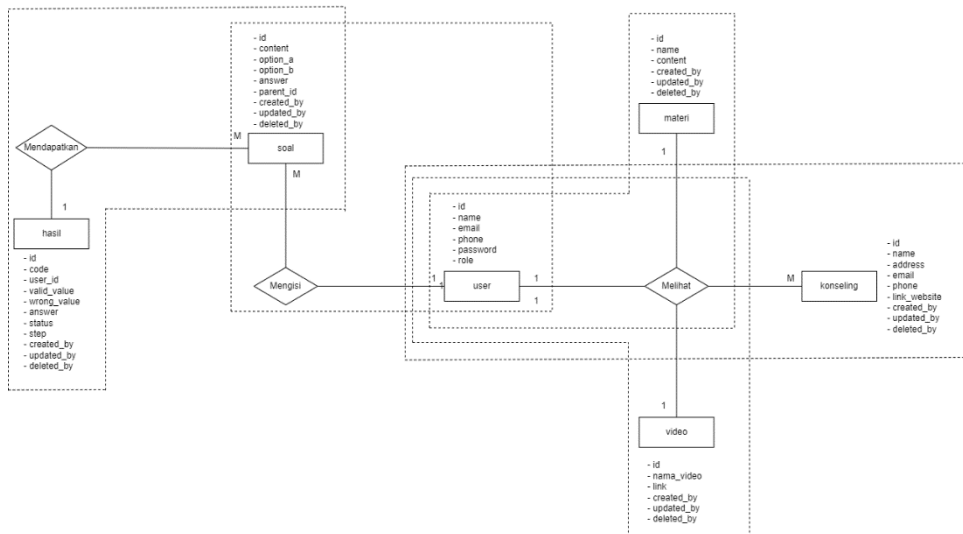 - id
- content
- option_a
- option_b
- answer
- parent_id
- created_by
- updated_by
- deleted_by
soal
M
M
Mendapatkan
1
hasil
- id
- code
- user_id
- valid_value
- wrong_value
- answer
- status
- step
- created_by
- updated_by
- deleted_by
Mengisi
1
1
- id
- name
- email
- phone
- password
- role
user
1
1
Melihat
- id
- name
- content
- created_by
- updated_by
- deleted_by
materi
1
M
konseling
- id
- name
- address
- email
- phone
- link_website
- created_by
- updated_by
- deleted_by
1
video
- id
- nama_video
- link
- created_by
- updated_by
- deleted_by